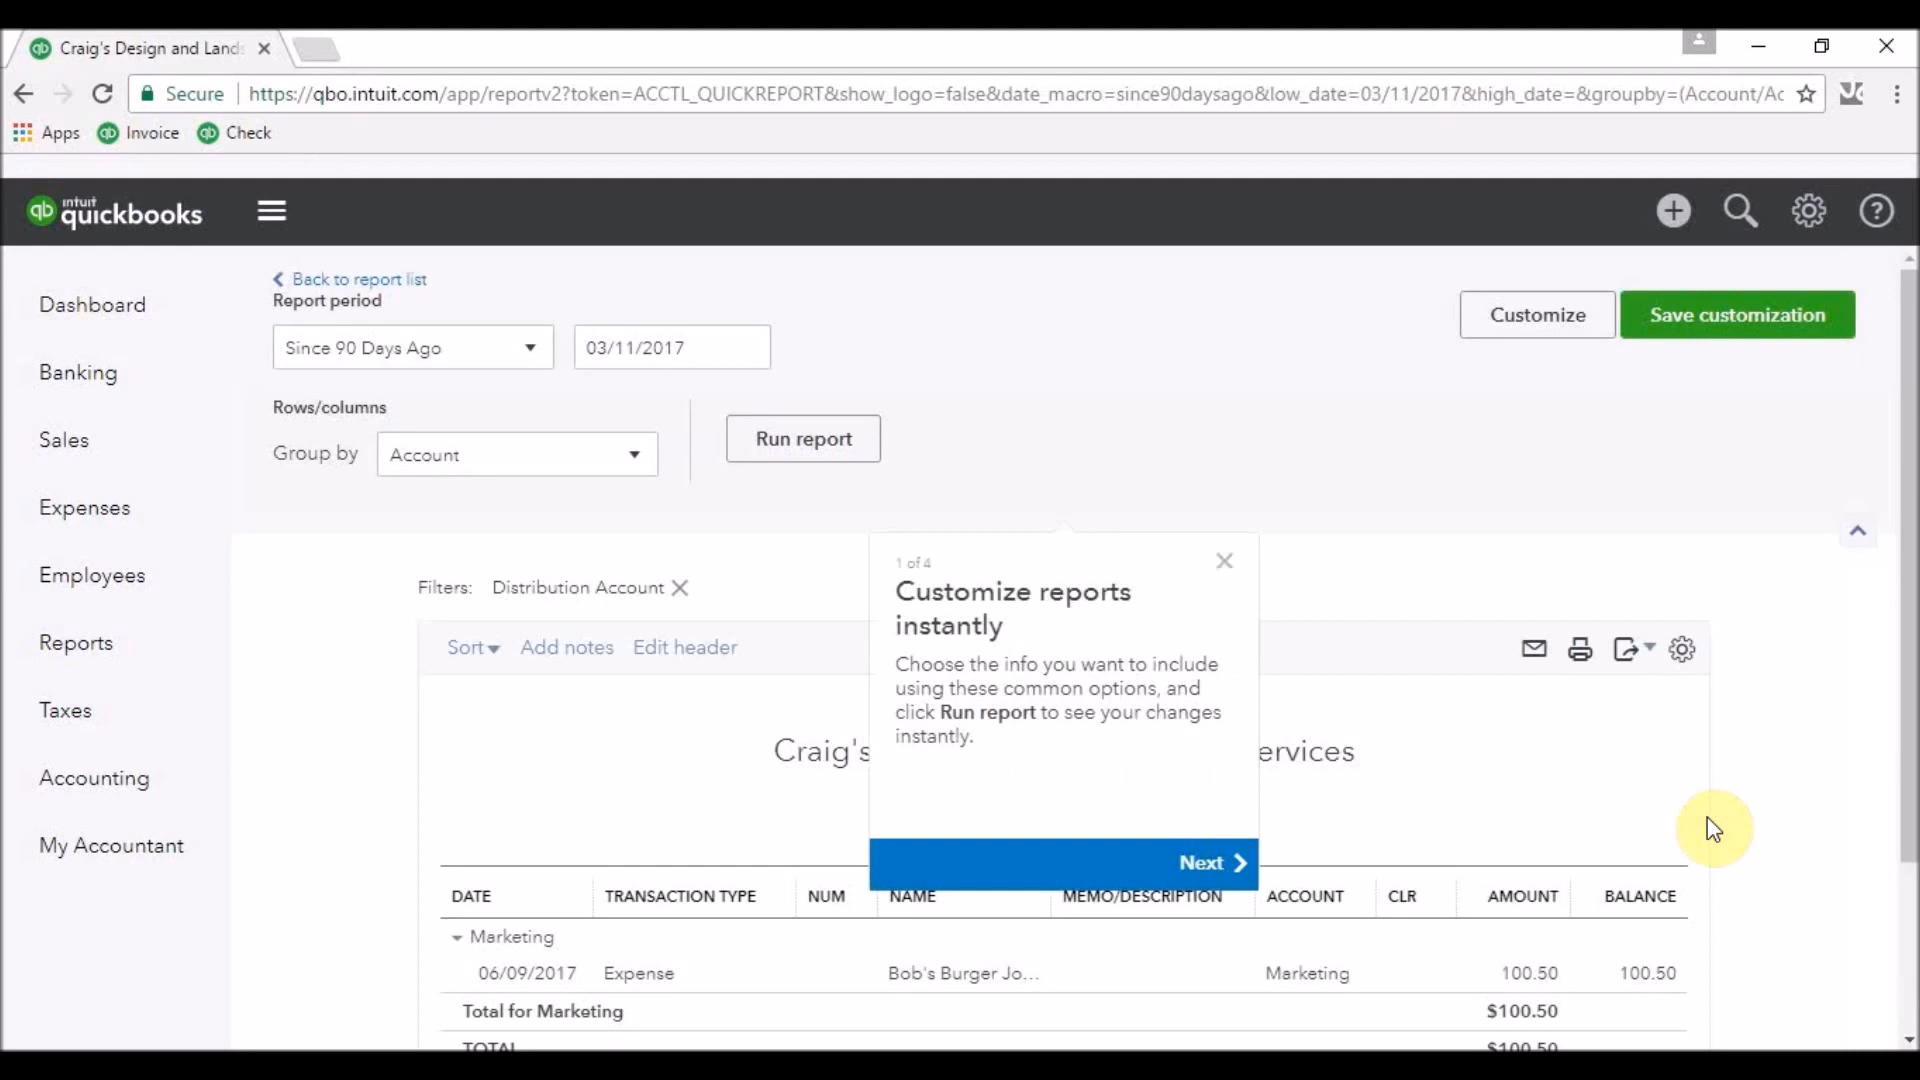 Craig's Design and Lands
Secure
https://qbo.intuit.com/app/reportv2?token=ACCTL_QUICKREPORT&show_logo=false&date_macro=since90daysago&low_date=03/11/2017&high_date=&groupby=(Account/Ac
Apps Invoice Check
intuit
quickbooks
Dashboard
Banking
Sales
Expenses
Employees
Reports
Taxes
Accounting
My Accountant
Back to report list
Report period
Since 90 Days Ago 03/11/2017
Customize Save customization
Rows/columns
Group by Account
Run report
Filters: Distribution Account
1 of 4
Customize reports
instantly
Choose the info you want to include
using these common options, and
click Run report to see your changes
instantly.
Next
Sort Add notes Edit header
Craig's ervices
DATE TRANSACTION TYPE NUM NAME MEMO/DESCRIPTION ACCOUNT CLR AMOUNT BALANCE
Marketing
06/09/2017 Expense Bob's Burger Jo... Marketing 100.50 100.50
Total for Marketing $100.50
TOTAL $100.50